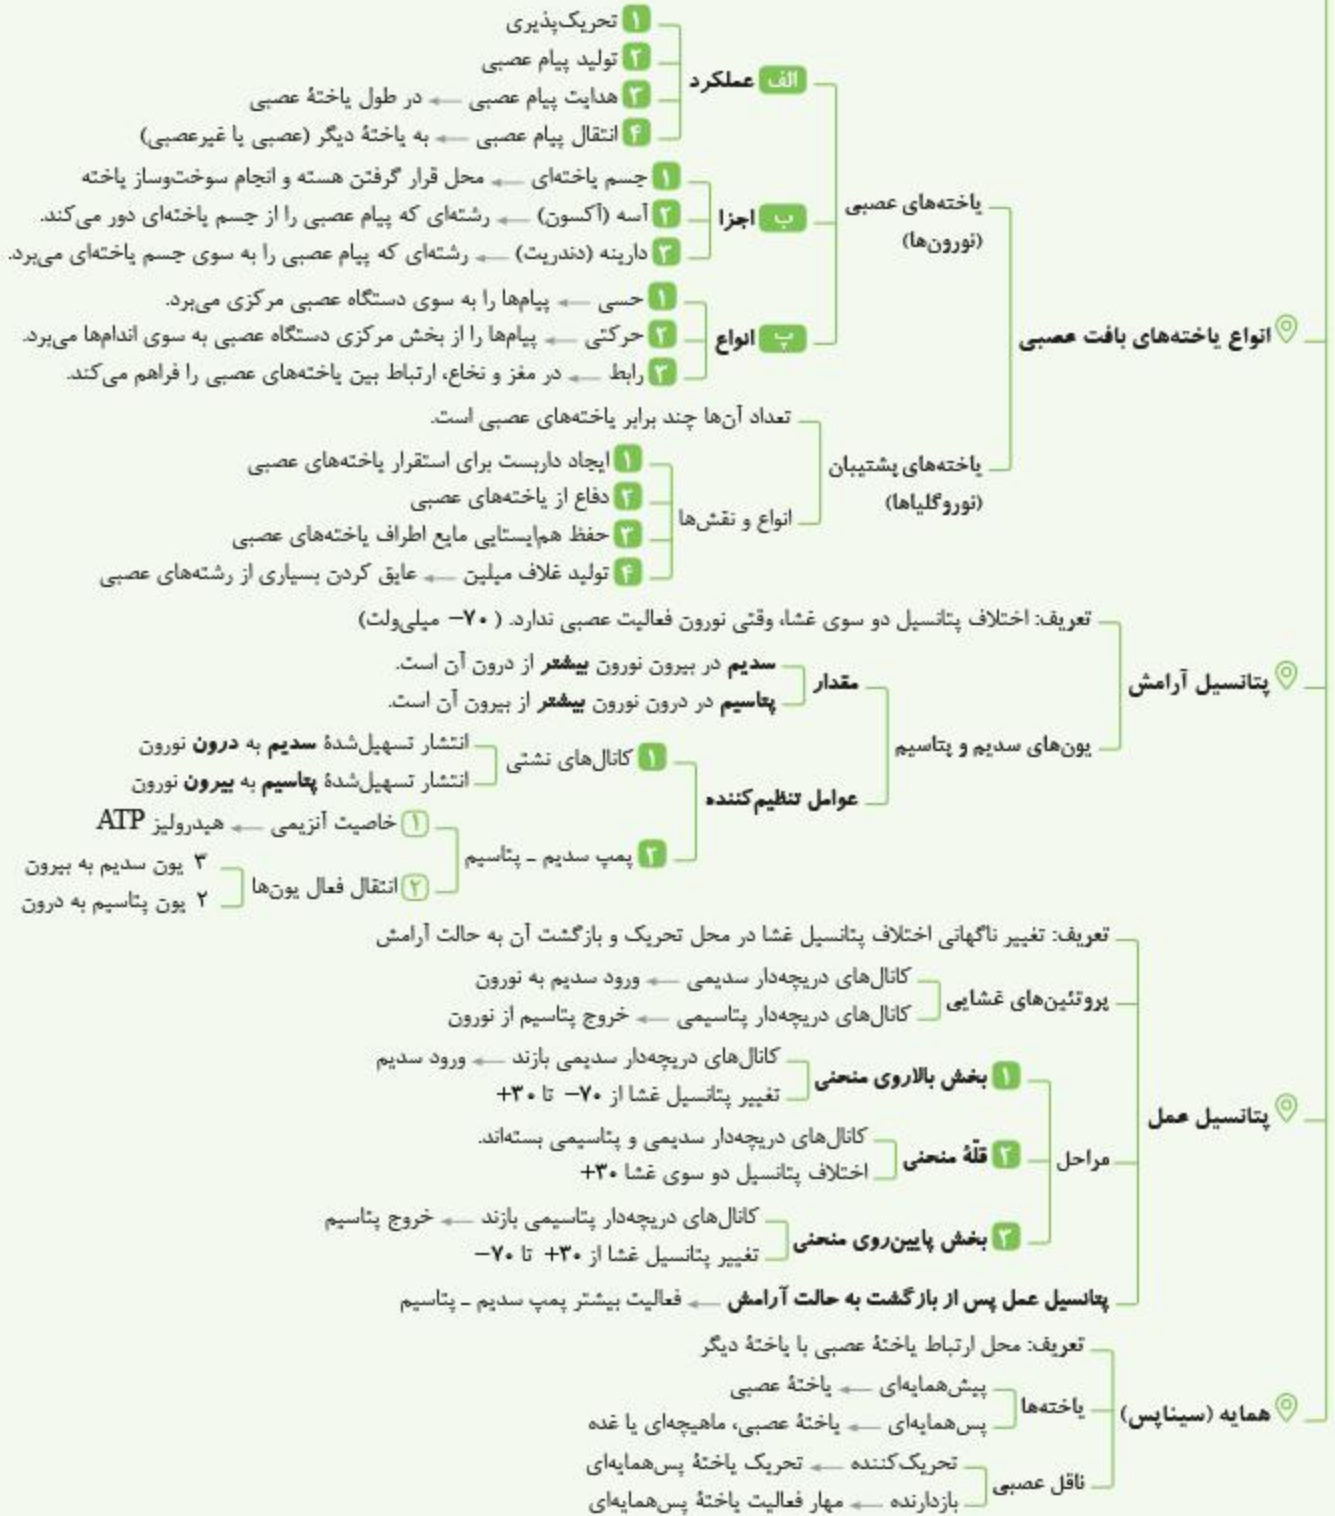 انواع یاخته‌های بافت عصبی
یاخته‌های عصبی
(نورون‌ها)
الف عملکرد
۱ تحریک‌پذیری
۲ تولید پیام عصبی
۳ هدایت پیام عصبی ← در طول یاختهٔ عصبی
۴ انتقال پیام عصبی ← به یاختهٔ دیگر (عصبی یا غیرعصبی)
ب اجزا
۱ جسم یاخته‌ای ← محل قرار گرفتن هسته و انجام سوخت‌وساز یاخته
۲ آسه (آکسون) ← رشته‌ای که پیام عصبی را از جسم یاخته‌ای دور می‌کند.
۳ دارینه (دندریت) ← رشته‌ای که پیام عصبی را به سوی جسم یاخته‌ای می‌برد.
پ انواع
۱ حسی ← پیام‌ها را به سوی دستگاه عصبی مرکزی می‌برد.
۲ حرکتی ← پیام‌ها را از بخش مرکزی دستگاه عصبی به سوی اندام‌ها می‌برد.
۳ رابط ← در مغز و نخاع، ارتباط بین یاخته‌های عصبی را فراهم می‌کند.
یاخته‌های پشتیبان
(نوروگلیاها)
تعداد آن‌ها چند برابر یاخته‌های عصبی است.
انواع و نقش‌ها
۱ ایجاد داربست برای استقرار یاخته‌های عصبی
۲ دفاع از یاخته‌های عصبی
۳ حفظ هم‌ایستایی مایع اطراف یاخته‌های عصبی
۴ تولید غلاف میلین ← عایق کردن بسیاری از رشته‌های عصبی
پتانسیل آرامش
تعریف: اختلاف پتانسیل دو سوی غشا، وقتی نورون فعالیت عصبی ندارد. (۷۰− میلی‌ولت)
یون‌های سدیم و پتاسیم
مقدار
سدیم در بیرون نورون بیشتر از درون آن است.
پتاسیم در درون نورون بیشتر از بیرون آن است.
عوامل تنظیم‌کننده
۱ کانال‌های نشتی
انتشار تسهیل‌شدهٔ سدیم به درون نورون
انتشار تسهیل‌شدهٔ پتاسیم به بیرون نورون
۲ پمپ سدیم ـ پتاسیم
۱ خاصیت آنزیمی ← هیدرولیز ATP
۲ انتقال فعال یون‌ها
۳ یون سدیم به بیرون
۲ یون پتاسیم به درون
پتانسیل عمل
تعریف: تغییر ناگهانی اختلاف پتانسیل غشا در محل تحریک و بازگشت آن به حالت آرامش
پروتئین‌های غشایی
کانال‌های دریچه‌دار سدیمی ← ورود سدیم به نورون
کانال‌های دریچه‌دار پتاسیمی ← خروج پتاسیم از نورون
مراحل
۱ بخش بالاروی منحنی
کانال‌های دریچه‌دار سدیمی بازند ← ورود سدیم
تغییر پتانسیل غشا از ۷۰− تا ۳۰+
۲ قلّهٔ منحنی
کانال‌های دریچه‌دار سدیمی و پتاسیمی بسته‌اند.
اختلاف پتانسیل دو سوی غشا ۳۰+
۳ بخش پایین‌روی منحنی
کانال‌های دریچه‌دار پتاسیمی بازند ← خروج پتاسیم
تغییر پتانسیل غشا از ۳۰+ تا ۷۰−
پتانسیل عمل پس از بازگشت به حالت آرامش ← فعالیت بیشتر پمپ سدیم ـ پتاسیم
همایه (سیناپس)
تعریف: محل ارتباط یاختهٔ عصبی با یاختهٔ دیگر
یاخته‌ها
پیش‌همایه‌ای ← یاختهٔ عصبی
پس‌همایه‌ای ← یاختهٔ عصبی، ماهیچه‌ای یا غده
ناقل عصبی
تحریک‌کننده ← تحریک یاختهٔ پس‌همایه‌ای
بازدارنده ← مهار فعالیت یاختهٔ پس‌همایه‌ای